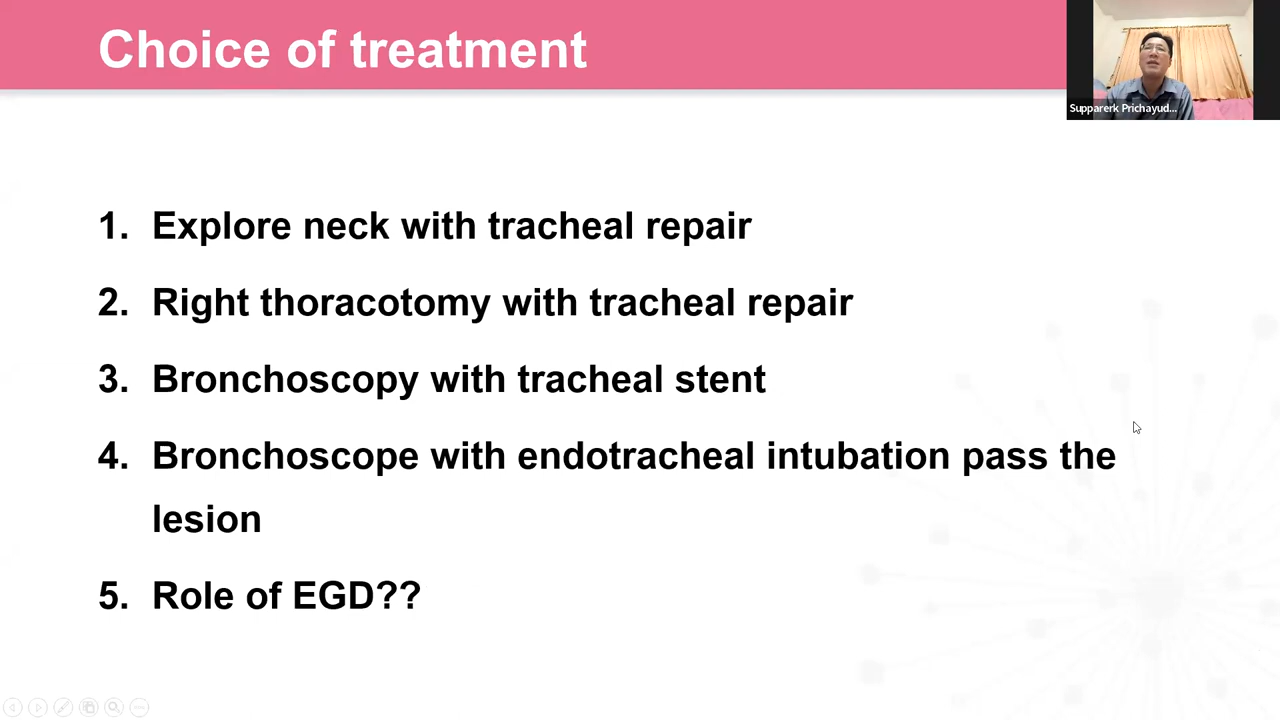 Choice of treatment
Supparerk Prichayud...
1. Explore neck with tracheal repair
2. Right thoracotomy with tracheal repair
3. Bronchoscopy with tracheal stent
4. Bronchoscope with endotracheal intubation pass the
lesion
5. Role of EGD??